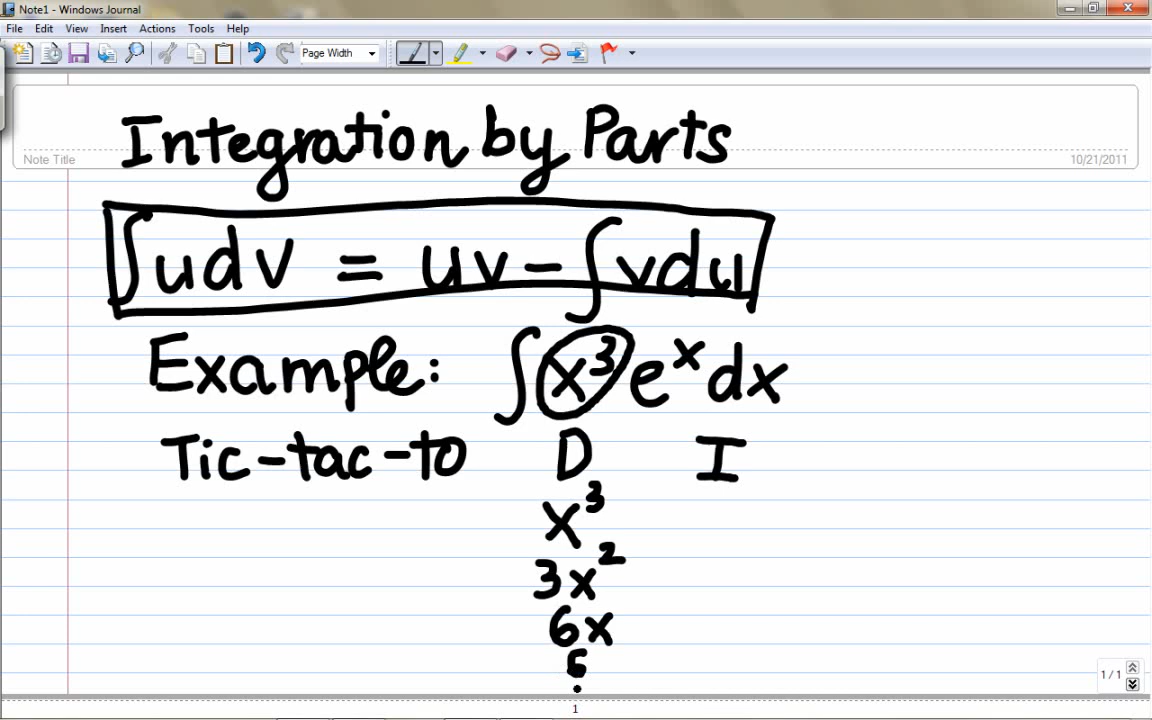 Note1 - Windows Journal
File Edit View Insert Actions Tools Help
Page Width
Integration by Parts
Note Title
10/21/2011
∫udv = uv-∫vdu
Example: ∫x³eˣdx
Tic-tac-to D I
x³
3x²
6x
1/1
1